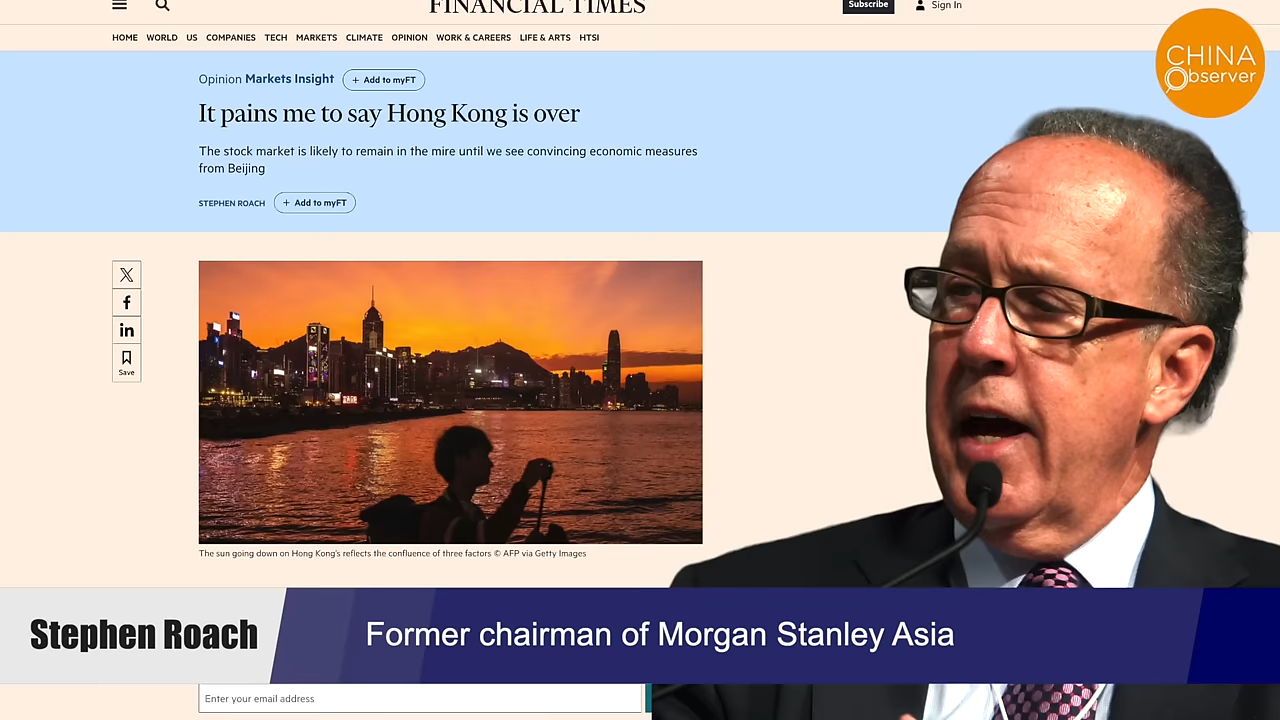 FINANCIAL TIMES
Subscribe
Sign In
HOME WORLD US COMPANIES TECH MARKETS CLIMATE OPINION WORK & CAREERS LIFE & ARTS HTSI
CHINA
Observer
Opinion Markets Insight
+ Add to myFT
It pains me to say Hong Kong is over
The stock market is likely to remain in the mire until we see convincing economic measures
from Beijing
STEPHEN ROACH
+ Add to myFT
X
f
in
Save
The sun going down on Hong Kong's reflects the confluence of three factors © AFP via Getty Images
Stephen Roach
Former chairman of Morgan Stanley Asia
Enter your email address